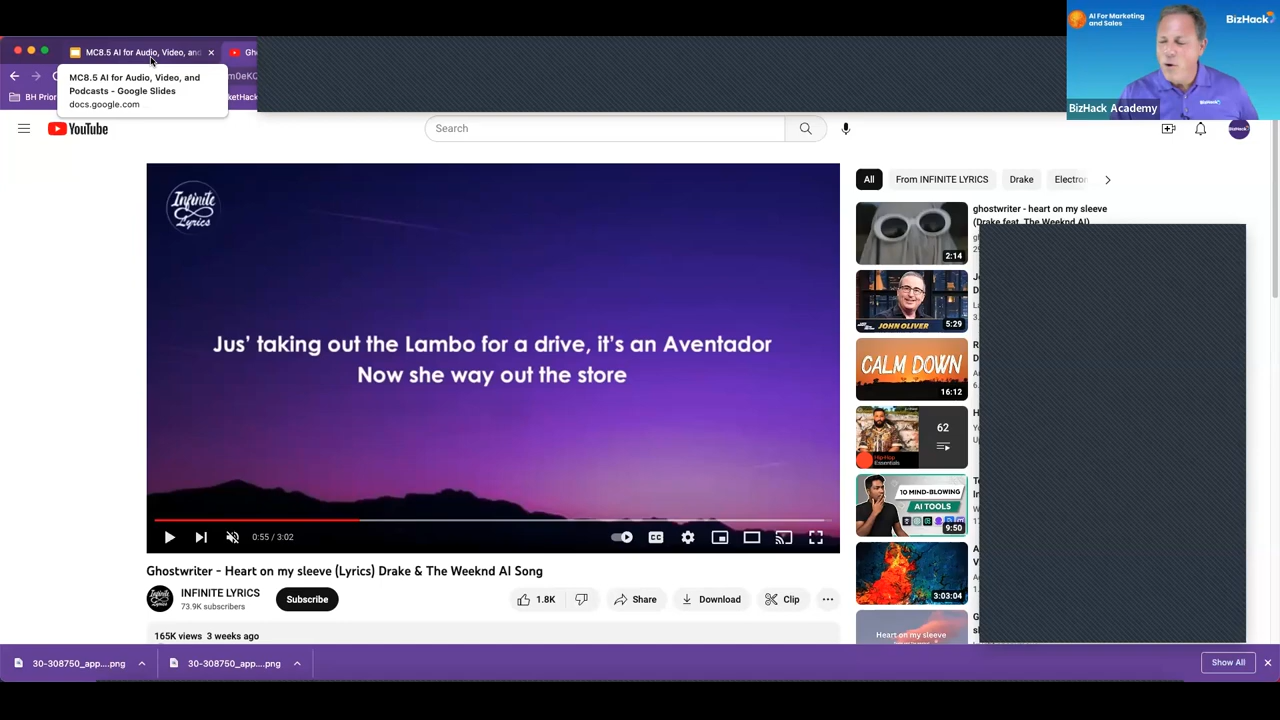 MC8.5 AI for Audio, Video, and
MC8.5 AI for Audio, Video, and
Podcasts - Google Slides
docs.google.com
BH Prior
AI For Marketing
and Sales
BizHack
BizHack Academy
YouTube
Search
BizHack
Infinite
Lyrics
Jus’ taking out the Lambo for a drive, it’s an Aventador
Now she way out the store
0:55 / 3:02
Ghostwriter - Heart on my sleeve (Lyrics) Drake & The Weeknd AI Song
INFINITE LYRICS
73.9K subscribers
Subscribe
1.8K
Share
Download
Clip
165K views 3 weeks ago
All
From INFINITE LYRICS
Drake
ghostwriter - heart on my sleeve
(Drake feat. The Weeknd AI)
2:14
JOHN OLIVER
5:29
CALM DOWN
16:12
62
Hip-Hop
Essentials
10 MIND-BLOWING
AI TOOLS
9:50
3:03:04
Heart on my sleeve
30-308750_app....png
30-308750_app....png
Show All